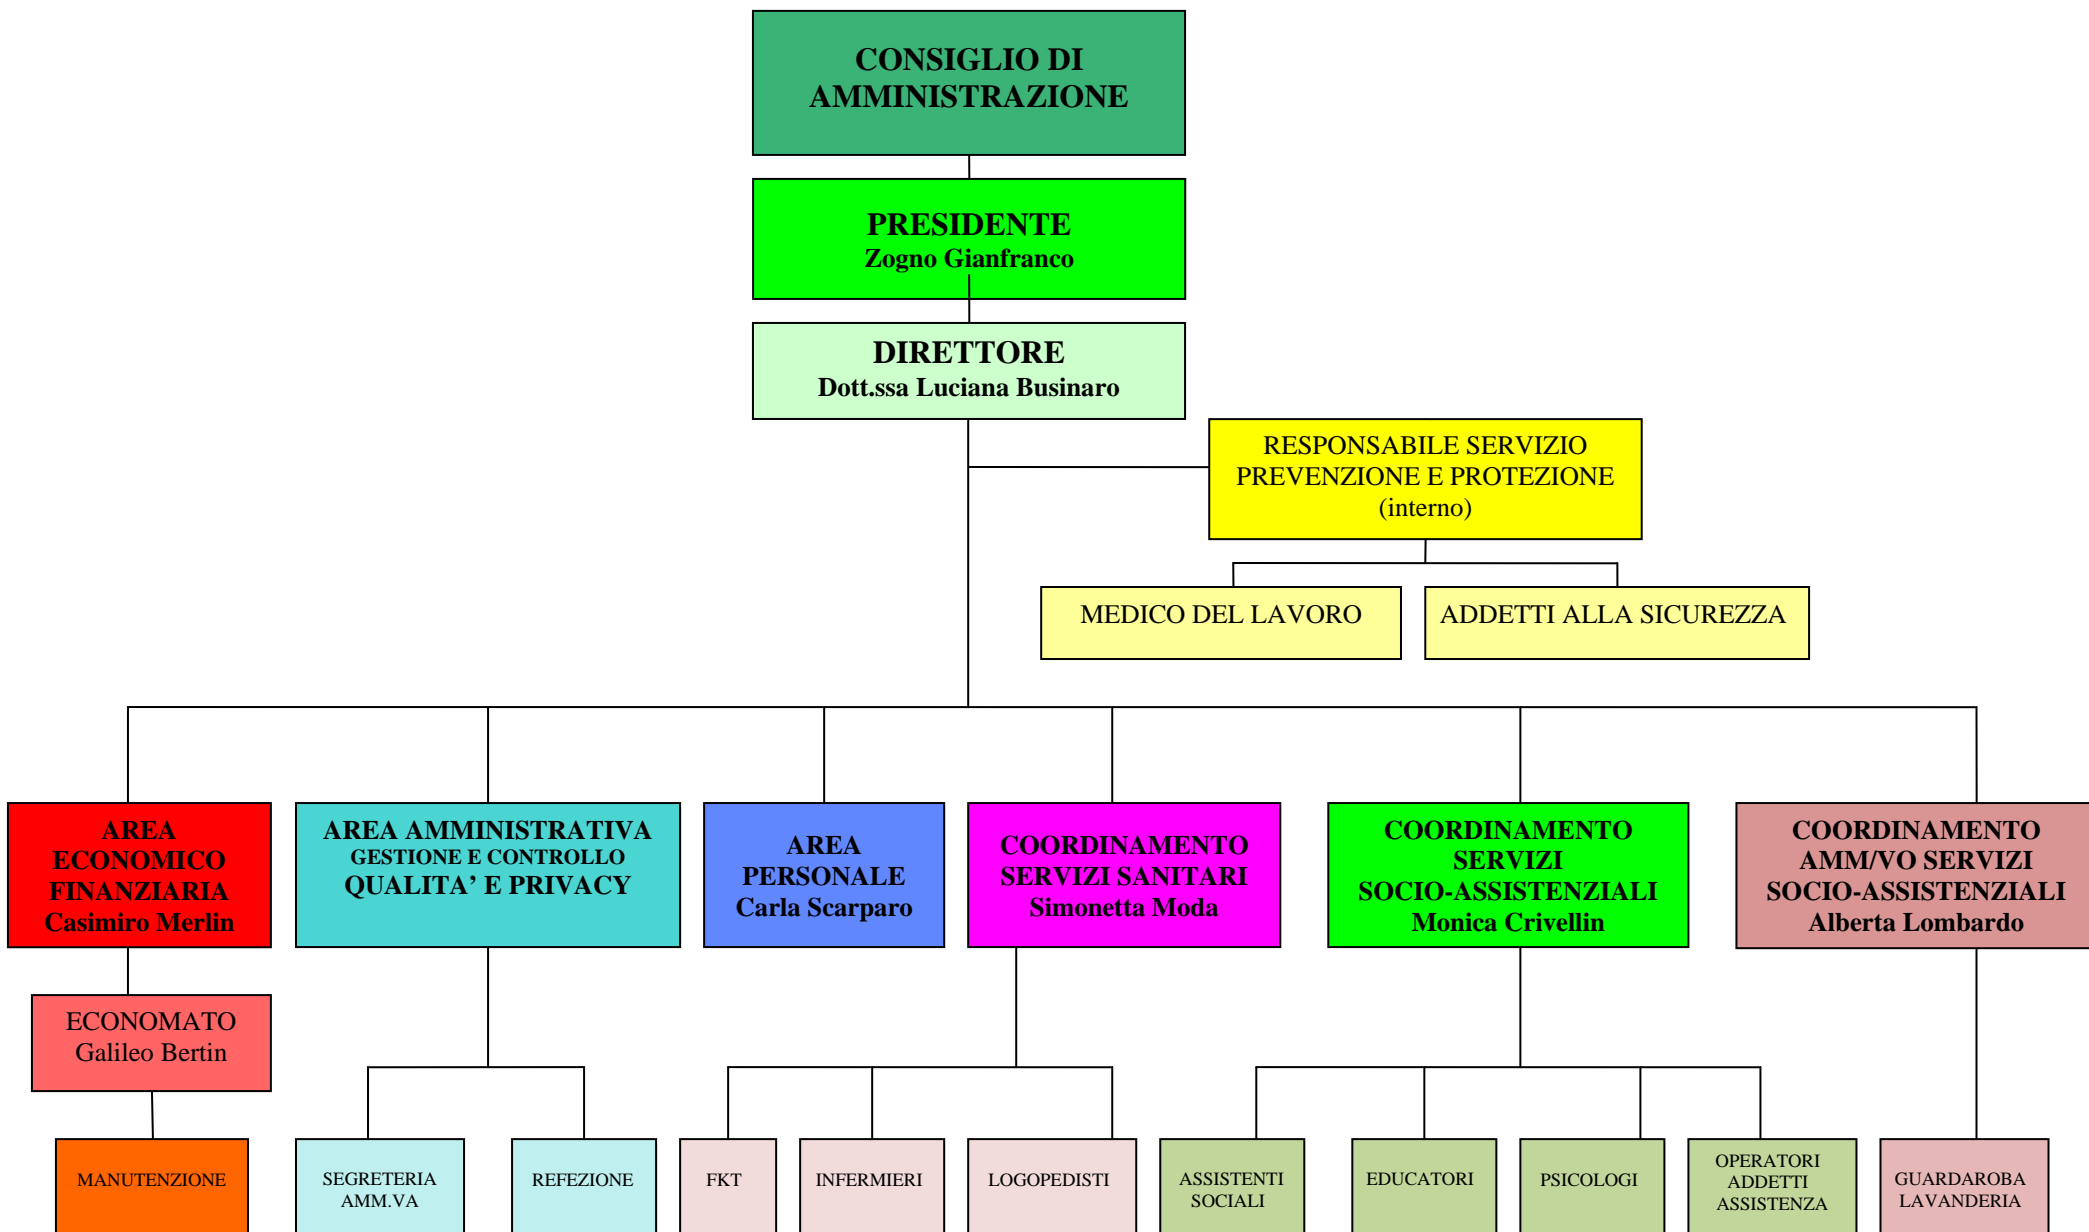 CONSIGLIO DI
AMMINISTRAZIONE
PRESIDENTE
Zogno Gianfranco
DIRETTORE
Dott.ssa Luciana Businaro
RESPONSABILE SERVIZIO
PREVENZIONE E PROTEZIONE
(interno)
MEDICO DEL LAVORO
ADDETTI ALLA SICUREZZA
AREA
ECONOMICO
FINANZIARIA
Casimiro Merlin
AREA AMMINISTRATIVA
GESTIONE E CONTROLLO
QUALITA’ E PRIVACY
AREA
PERSONALE
Carla Scarparo
COORDINAMENTO
SERVIZI SANITARI
Simonetta Moda
COORDINAMENTO
SERVIZI
SOCIO-ASSISTENZIALI
Monica Crivellin
COORDINAMENTO
AMM/VO SERVIZI
SOCIO-ASSISTENZIALI
Alberta Lombardo
ECONOMATO
Galileo Bertin
MANUTENZIONE
SEGRETERIA
AMM.VA
REFEZIONE
FKT
INFERMIERI
LOGOPEDISTI
ASSISTENTI
SOCIALI
EDUCATORI
PSICOLOGI
OPERATORI
ADDETTI
ASSISTENZA
GUARDAROBA
LAVANDERIA